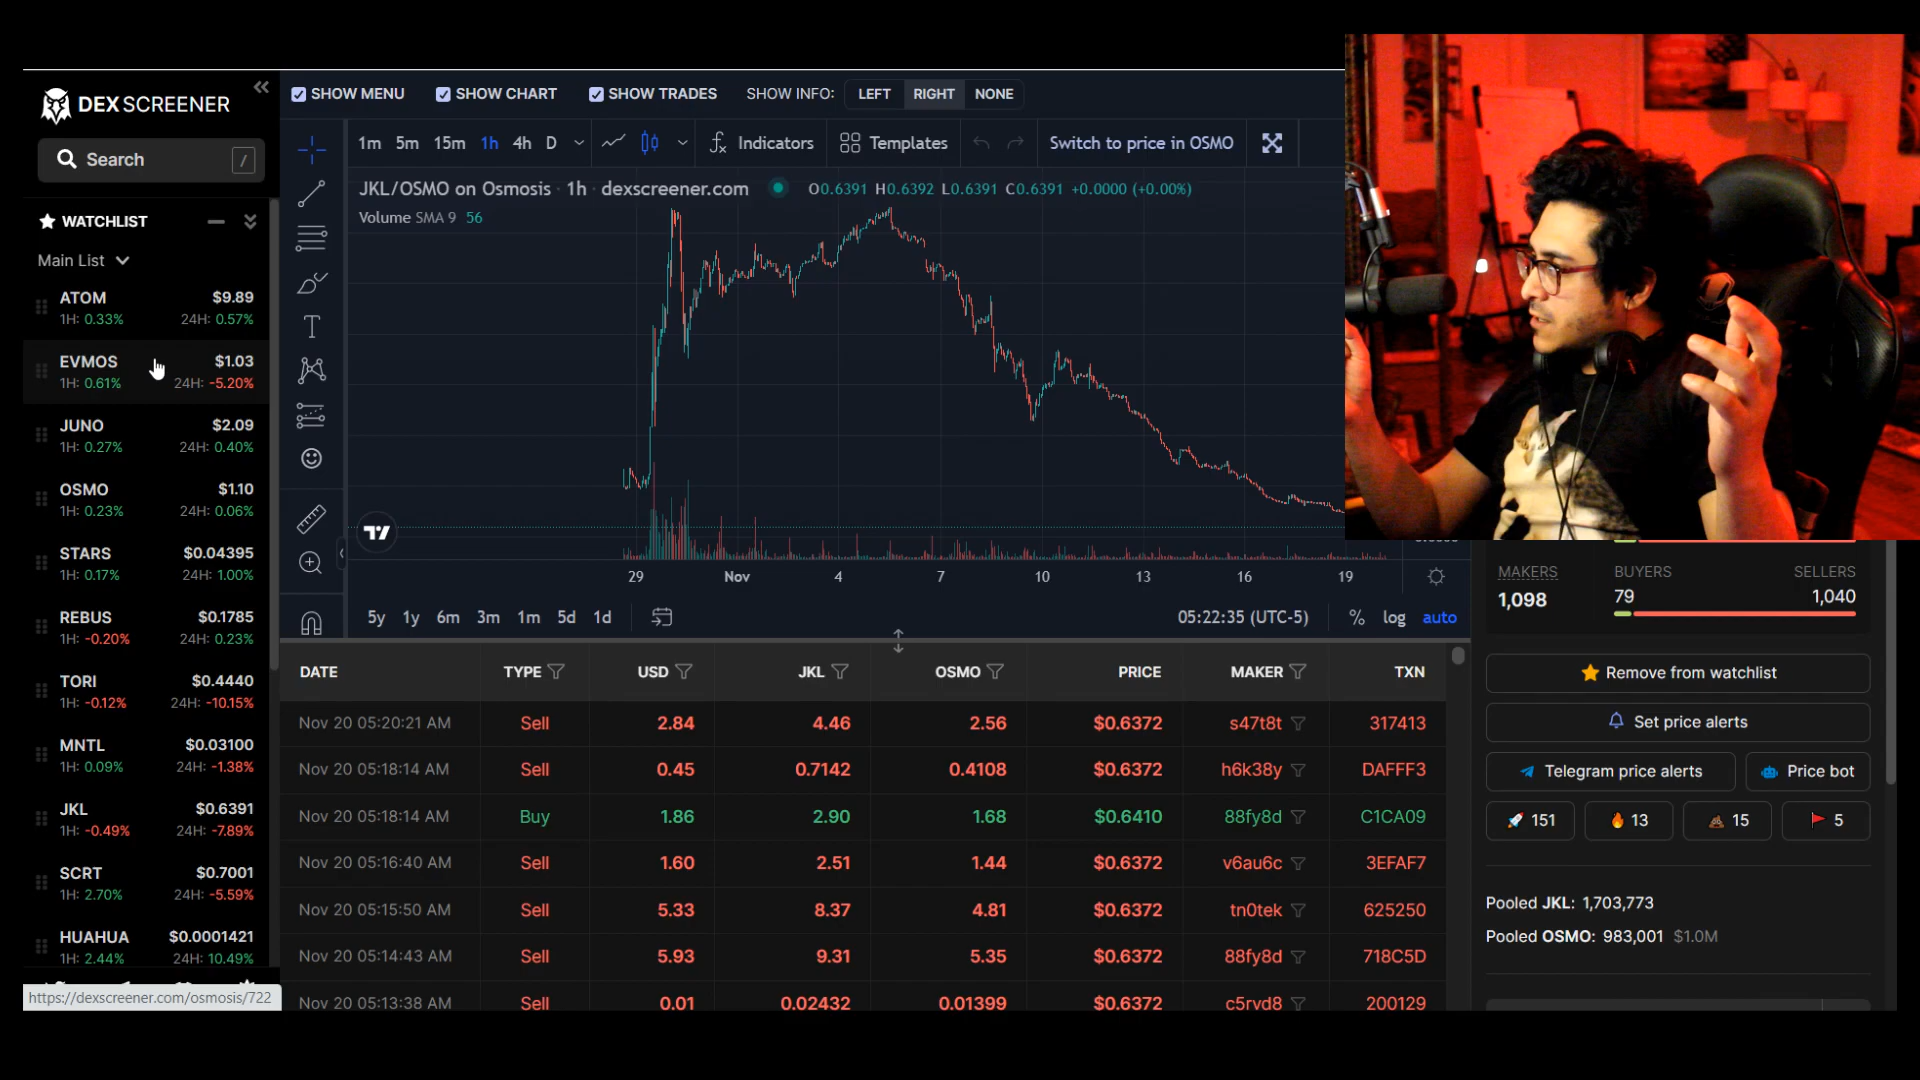 DEX SCREENER
Search /
WATCHLIST
Main List
ATOM $9.89
1H: 0.33% 24H: 0.57%
EVMOS $1.03
1H: 0.61% 24H: -5.20%
JUNO $2.09
1H: 0.27% 24H: 0.40%
OSMO $1.10
1H: 0.23% 24H: 0.06%
STARS $0.04395
1H: 0.17% 24H: 1.00%
REBUS $0.1785
1H: -0.20% 24H: 0.23%
TORI $0.4440
1H: -0.12% 24H: -10.15%
MNTL $0.03100
1H: 0.09% 24H: -1.38%
JKL $0.6391
1H: -0.49% 24H: -7.89%
SCRT $0.7001
1H: 2.70% 24H: -5.59%
HUAHUA $0.0001421
1H: 2.44% 24H: 10.49%
https://dexscreener.com/osmosis/722
SHOW MENU SHOW CHART SHOW TRADES SHOW INFO: LEFT RIGHT NONE
1m 5m 15m 1h 4h D Indicators Templates Switch to price in OSMO
JKL/OSMO on Osmosis · 1h · dexscreener.com O0.6391 H0.6392 L0.6391 C0.6391 +0.0000 (+0.00%)
Volume SMA 9 56
29 Nov 4 7 10 13 16 19
5y 1y 6m 3m 1m 5d 1d 05:22:35 (UTC-5) % log auto
DATE TYPE USD JKL OSMO PRICE MAKER TXN
Nov 20 05:20:21 AM Sell 2.84 4.46 2.56 $0.6372 s47t8t 317413
Nov 20 05:18:14 AM Sell 0.45 0.7142 0.4108 $0.6372 h6k38y DAFFF3
Nov 20 05:18:14 AM Buy 1.86 2.90 1.68 $0.6410 88fy8d C1CA09
Nov 20 05:16:40 AM Sell 1.60 2.51 1.44 $0.6372 v6au6c 3EFAF7
Nov 20 05:15:50 AM Sell 5.33 8.37 4.81 $0.6372 tn0tek 625250
Nov 20 05:14:43 AM Sell 5.93 9.31 5.35 $0.6372 88fy8d 718C5D
Nov 20 05:13:38 AM Sell 0.01 0.02432 0.01399 $0.6372 c5rvd8 200129
MAKERS BUYERS SELLERS
1,098 79 1,040
Remove from watchlist
Set price alerts
Telegram price alerts Price bot
151 13 15 5
Pooled JKL: 1,703,773
Pooled OSMO: 983,001 $1.0M